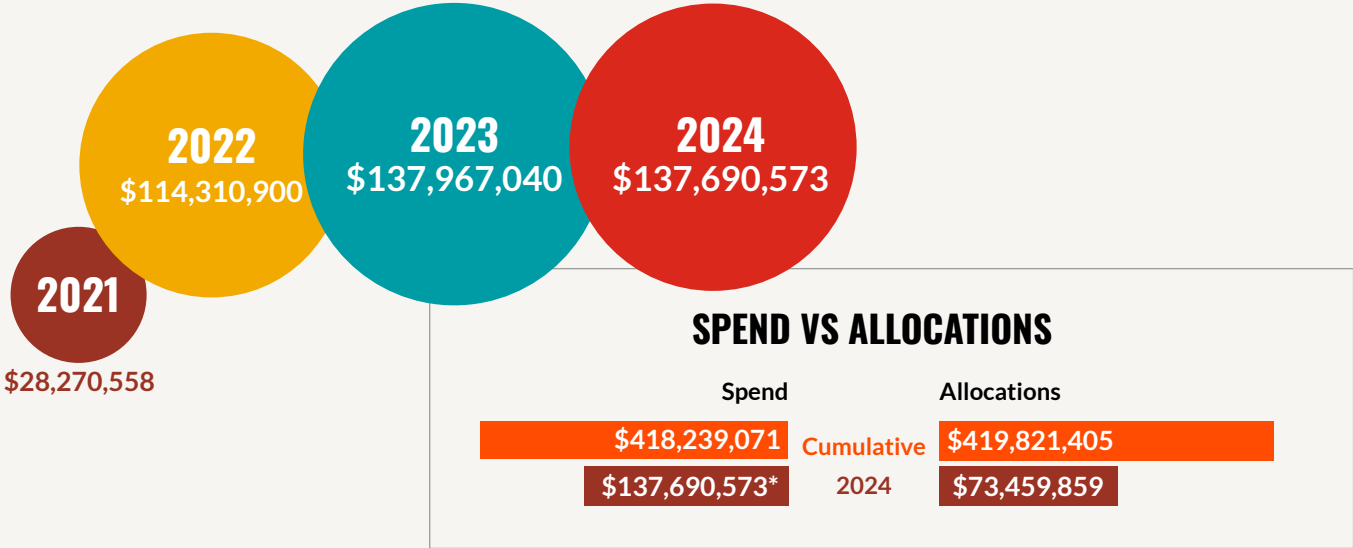 2021
$28,270,558
2022
$114,310,900
2023
$137,967,040
2024
$137,690,573
SPEND VS ALLOCATIONS
Spend Allocations
$418,239,071 Cumulative $419,821,405
$137,690,573* 2024 $73,459,859